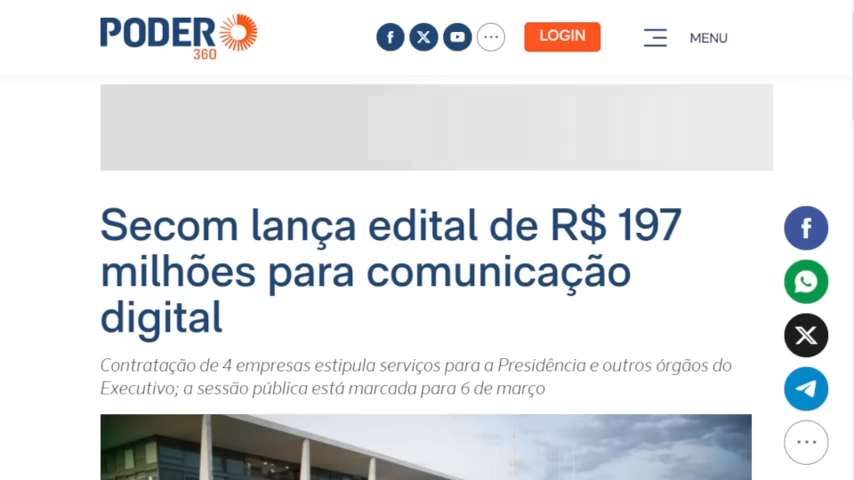 PODER
360
LOGIN
MENU
Secom lança edital de R$ 197
milhões para comunicação
digital
Contratação de 4 empresas estipula serviços para a Presidência e outros órgãos do
Executivo; a sessão pública está marcada para 6 de março